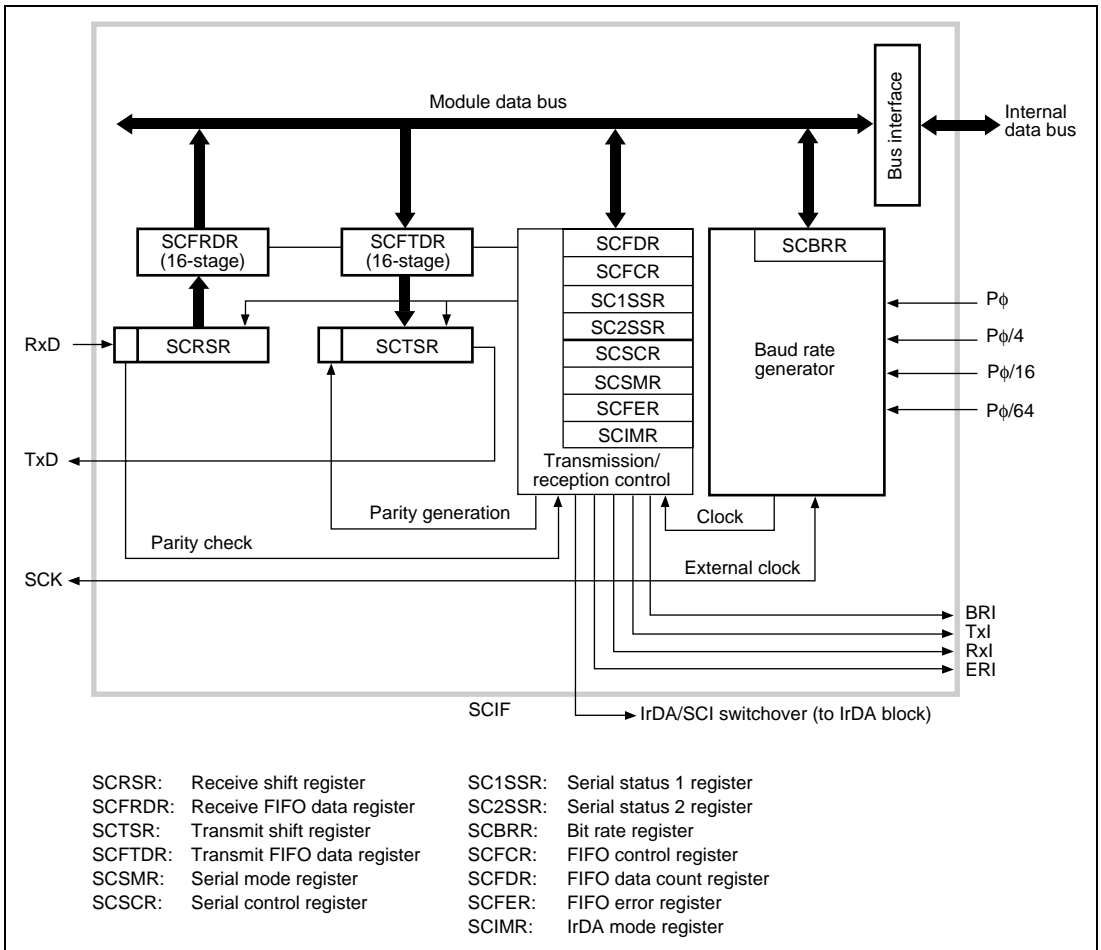 Module data bus
Bus interface
Internal
data bus
SCFRDR
(16-stage)
SCFTDR
(16-stage)
SCFDR
SCFCR
SC1SSR
SC2SSR
SCSCR
SCSMR
SCFER
SCIMR
Transmission/
reception control
SCBRR
Baud rate
generator
Pϕ
Pϕ/4
Pϕ/16
Pϕ/64
RxD
SCRSR
SCTSR
TxD
Parity generation
Clock
Parity check
SCK
External clock
BRI
TxI
RxI
ERI
SCIF
IrDA/SCI switchover (to IrDA block)
SCRSR: Receive shift register
SCFRDR: Receive FIFO data register
SCTSR: Transmit shift register
SCFTDR: Transmit FIFO data register
SCSMR: Serial mode register
SCSCR: Serial control register
SC1SSR: Serial status 1 register
SC2SSR: Serial status 2 register
SCBRR: Bit rate register
SCFCR: FIFO control register
SCFDR: FIFO data count register
SCFER: FIFO error register
SCIMR: IrDA mode register